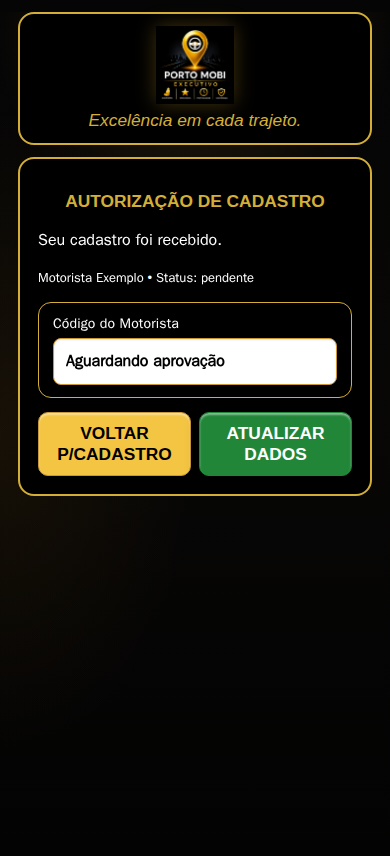 PORTO MOBI
EXECUTIVO
Excelência em cada trajeto.
AUTORIZAÇÃO DE CADASTRO
Seu cadastro foi recebido.
Motorista Exemplo • Status: pendente
Código do Motorista
Aguardando aprovação
VOLTAR
P/CADASTRO
ATUALIZAR
DADOS